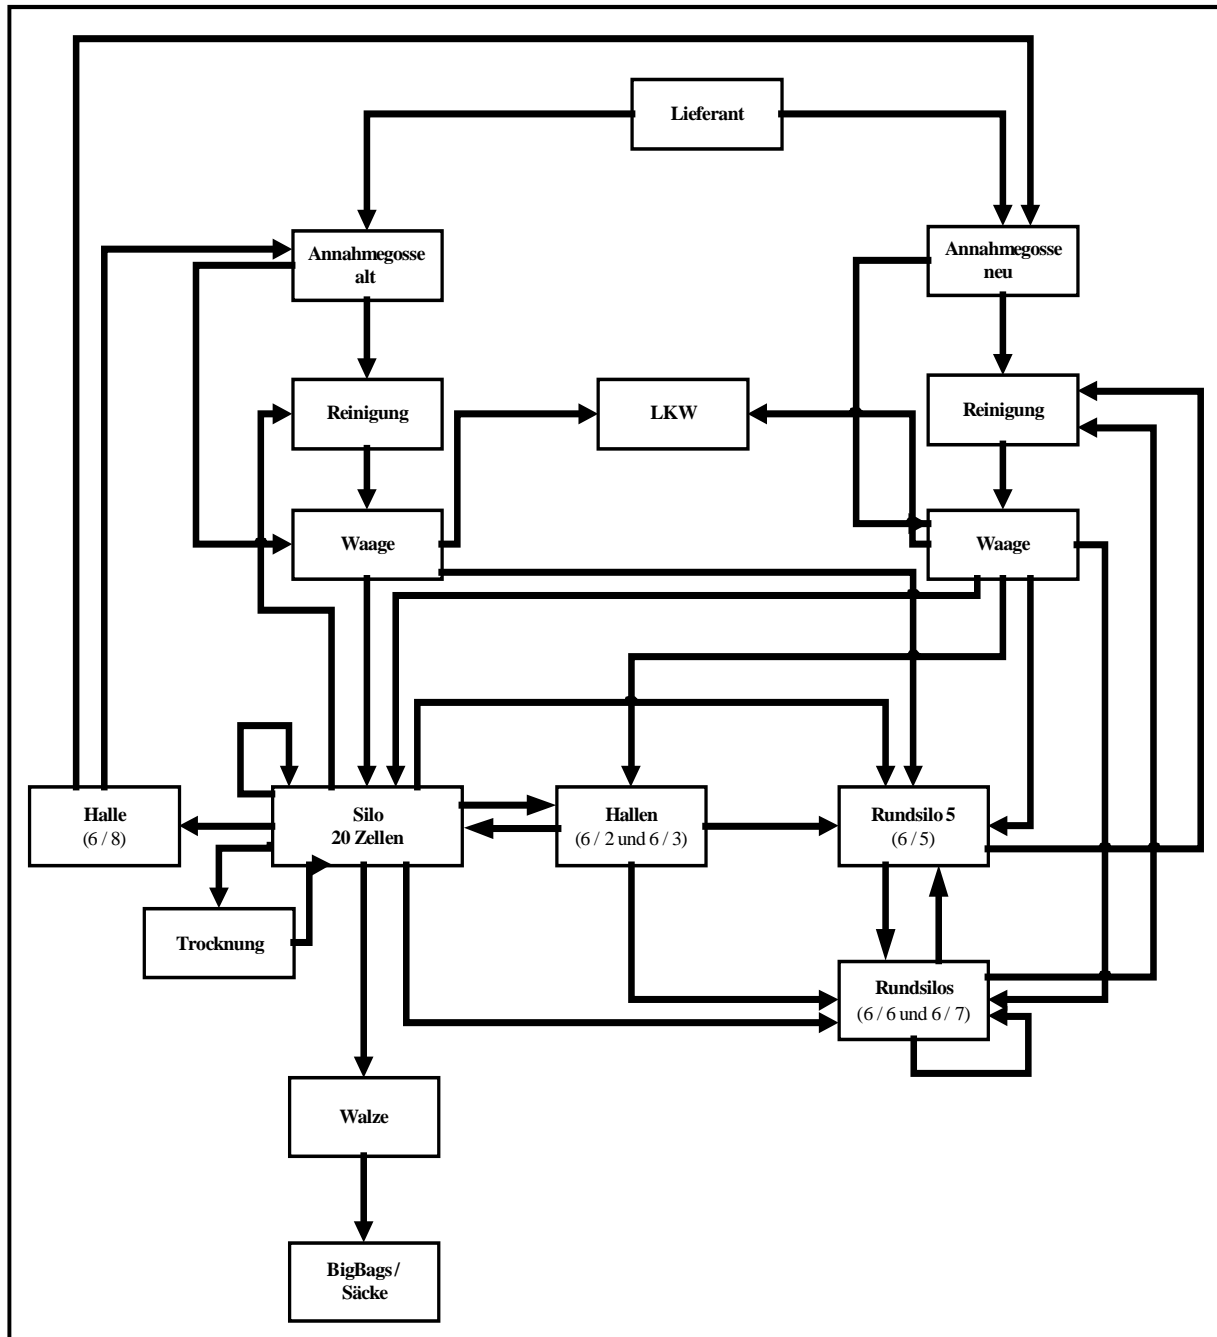 Lieferant
Annahmegosse
alt
Annahmegosse
neu
Reinigung
LKW
Reinigung
Waage
Waage
Halle
(6 / 8)
Silo
20 Zellen
Hallen
(6 / 2 und 6 / 3)
Rundsilo 5
(6 / 5)
Trocknung
Rundsilos
(6 / 6 und 6 / 7)
Walze
BigBags /
Säcke